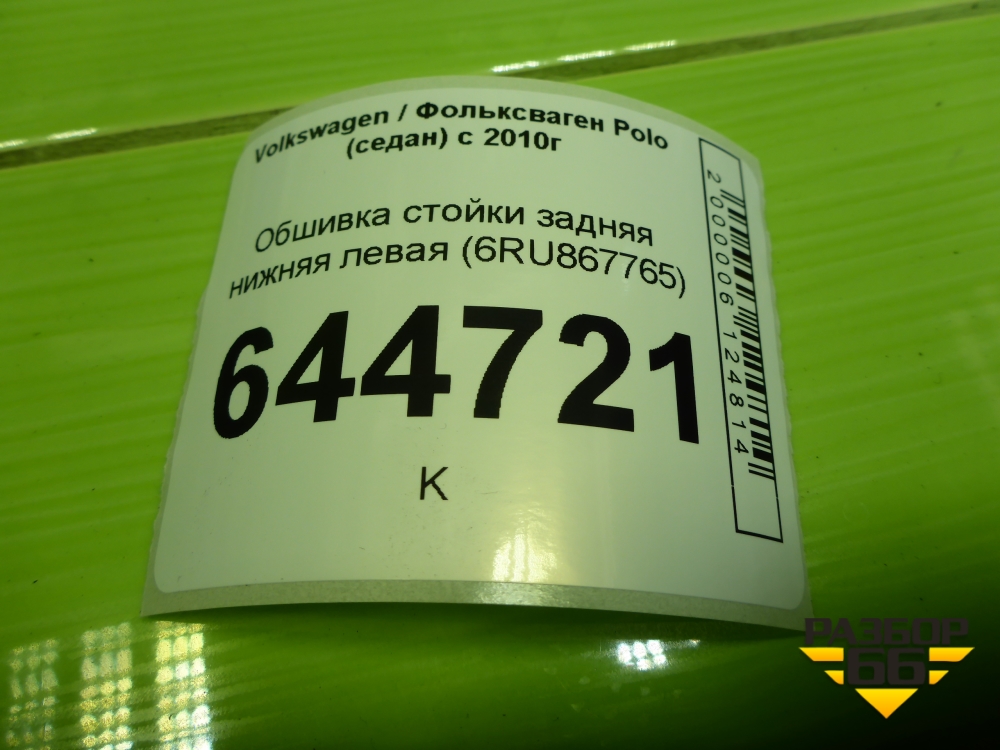 Volkswagen / Фольксваген Polo
(седан) с 2010г
Обшивка стойки задняя
нижняя левая (6RU867765)
644721
К
2000006124814
РАЗБОР
66